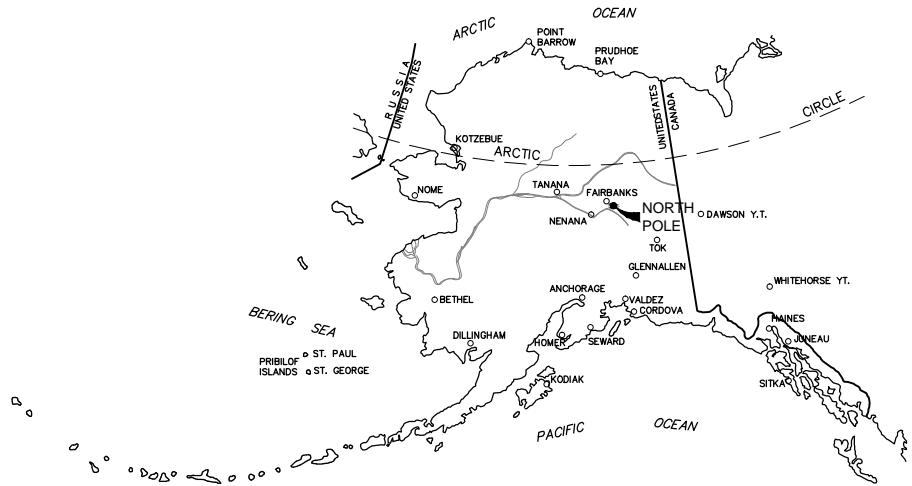 ARCTIC OCEAN
POINT
BARROW
PRUDHOE
BAY
RUSSIA
UNITED STATES
UNITEDSTATES
CANADA
CIRCLE
KOTZEBUE
ARCTIC
NOME
TANANA
FAIRBANKS
NORTH
POLE
NENANA
DAWSON Y.T.
TOK
GLENNALLEN
WHITEHORSE YT.
ANCHORAGE
BETHEL
VALDEZ
CORDOVA
BERING SEA
HAINES
DILLINGHAM
HOMER
SEWARD
JUNEAU
PRIBILOF
ISLANDS
ST. PAUL
ST. GEORGE
KODIAK
SITKA
PACIFIC OCEAN